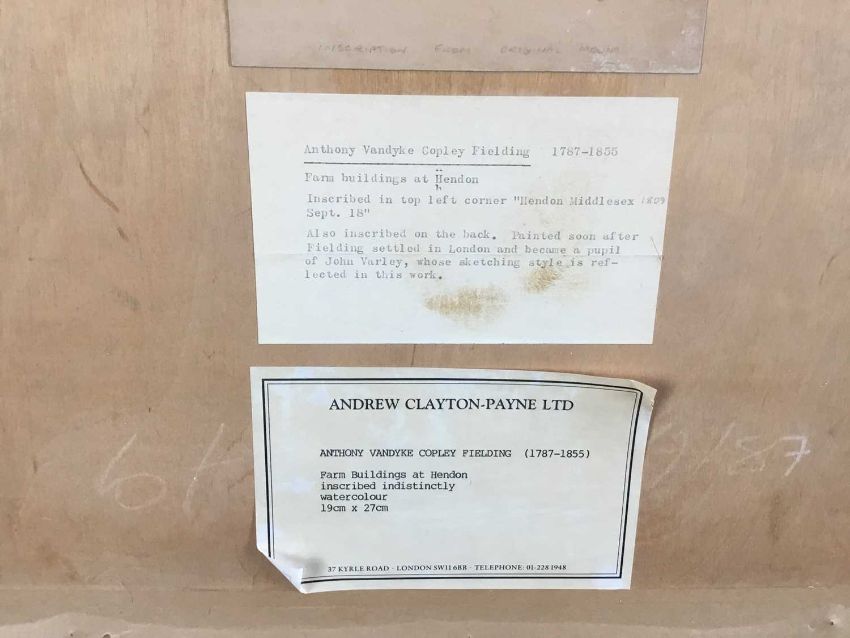 INSCRIPTION FROM ORIGINAL MOUNT
Anthony Vandyke Copley Fielding 1787-1855
Farm buildings at Hendon
Inscribed in top left corner "Hendon Middlesex 1809
Sept. 18"
Also inscribed on the back. Painted soon after
Fielding settled in London and became a pupil
of John Varley, whose sketching style is ref-
lected in this work.
ANDREW CLAYTON-PAYNE LTD
ANTHONY VANDYKE COPLEY FIELDING (1787-1855)
Farm Buildings at Hendon
inscribed indistinctly
watercolour
19cm x 27cm
37 KYRLE ROAD · LONDON SW11 6BB · TELEPHONE: 01-228 1948